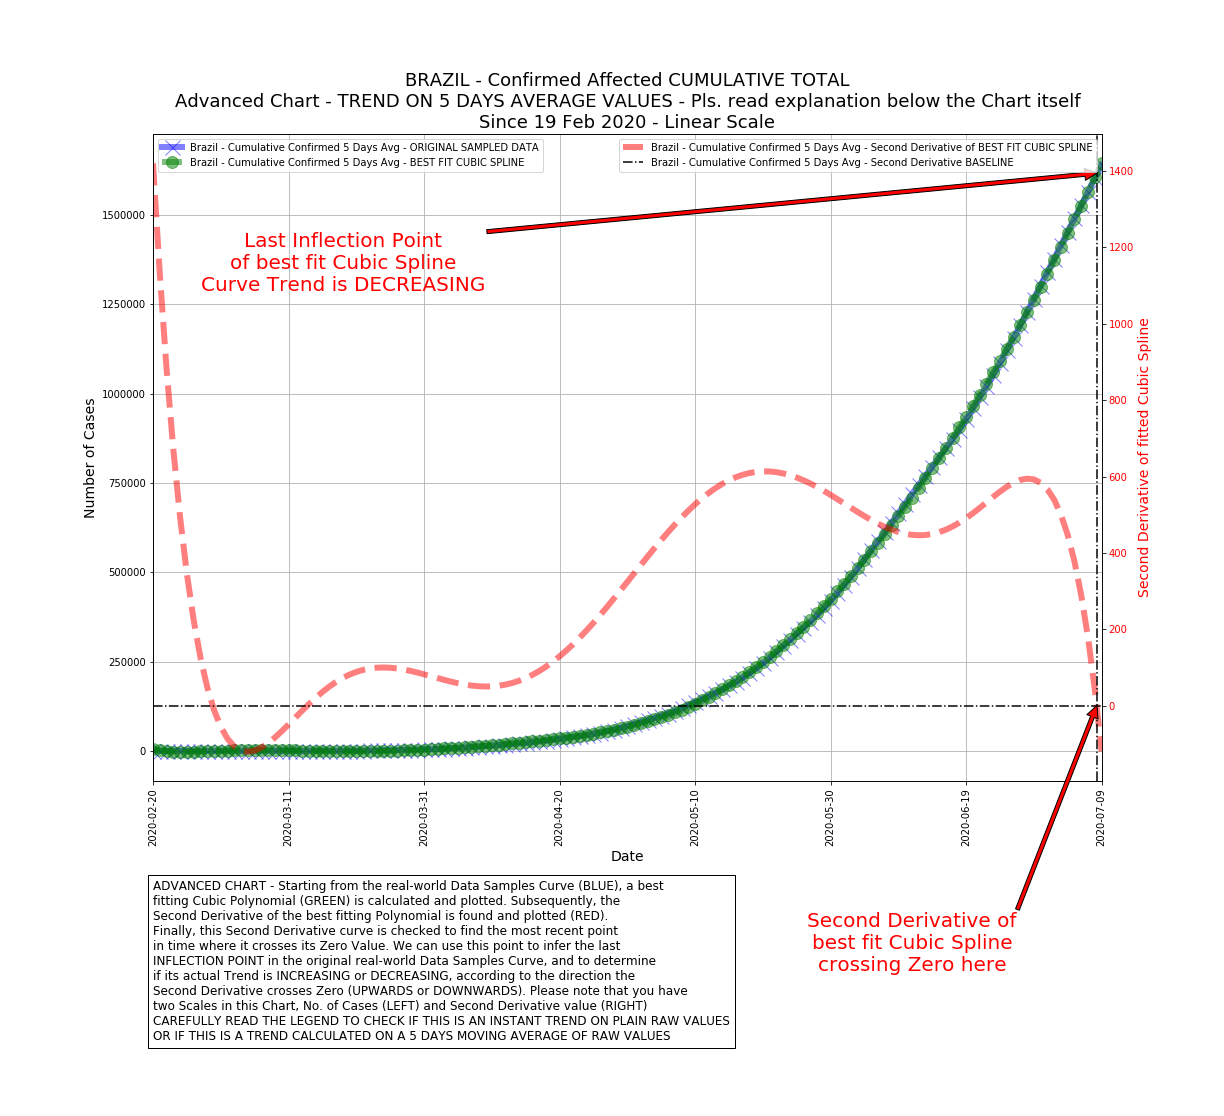 BRAZIL - Confirmed Affected CUMULATIVE TOTAL
Advanced Chart - TREND ON 5 DAYS AVERAGE VALUES - Pls. read explanation below the Chart itself
Since 19 Feb 2020 - Linear Scale
Brazil - Cumulative Confirmed 5 Days Avg - ORIGINAL SAMPLED DATA
Brazil - Cumulative Confirmed 5 Days Avg - BEST FIT CUBIC SPLINE
Brazil - Cumulative Confirmed 5 Days Avg - Second Derivative of BEST FIT CUBIC SPLINE
Brazil - Cumulative Confirmed 5 Days Avg - Second Derivative BASELINE
Last Inflection Point
of best fit Cubic Spline
Curve Trend is DECREASING
Number of Cases
1500000
1250000
1000000
750000
500000
250000
0
1400
1200
1000
800
600
400
200
0
Second Derivative of fitted Cubic Spline
2020-02-20
2020-03-11
2020-03-31
2020-04-20
2020-05-10
2020-05-30
2020-06-19
2020-07-09
Date
ADVANCED CHART - Starting from the real-world Data Samples Curve (BLUE), a best
fitting Cubic Polynomial (GREEN) is calculated and plotted. Subsequently, the
Second Derivative of the best fitting Polynomial is found and plotted (RED).
Finally, this Second Derivative curve is checked to find the most recent point
in time where it crosses its Zero Value. We can use this point to infer the last
INFLECTION POINT in the original real-world Data Samples Curve, and to determine
if its actual Trend is INCREASING or DECREASING, according to the direction the
Second Derivative crosses Zero (UPWARDS or DOWNWARDS). Please note that you have
two Scales in this Chart, No. of Cases (LEFT) and Second Derivative value (RIGHT)
CAREFULLY READ THE LEGEND TO CHECK IF THIS IS AN INSTANT TREND ON PLAIN RAW VALUES
OR IF THIS IS A TREND CALCULATED ON A 5 DAYS MOVING AVERAGE OF RAW VALUES
Second Derivative of
best fit Cubic Spline
crossing Zero here